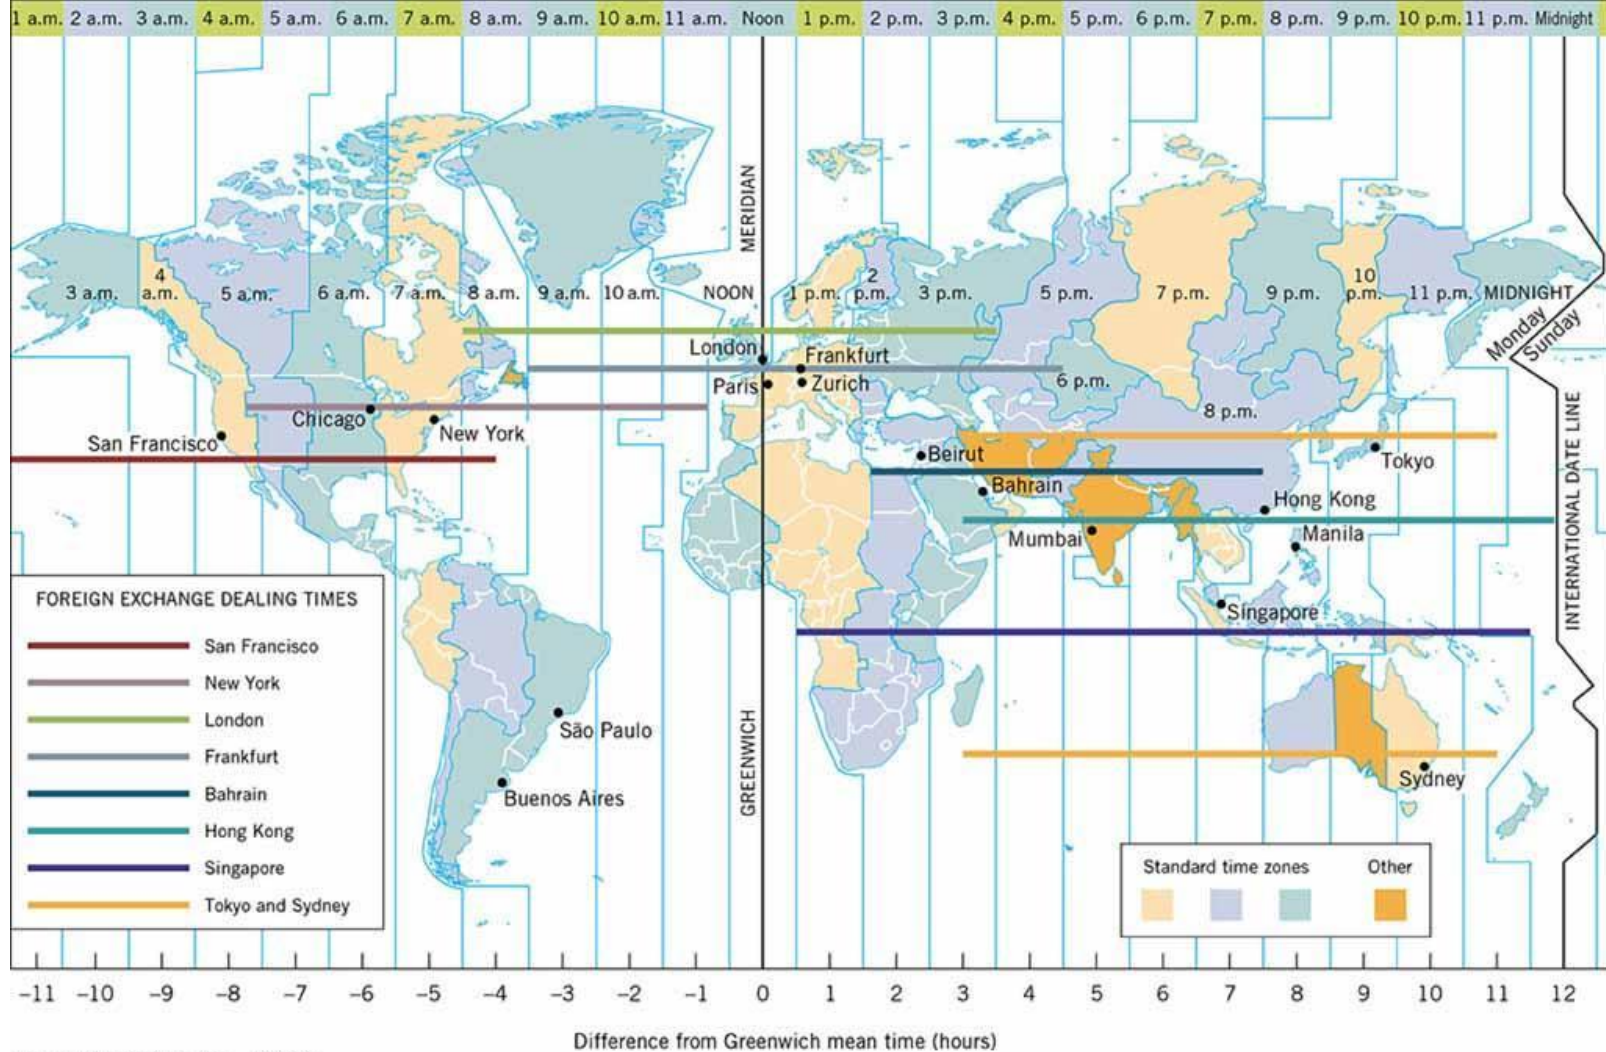 1 a.m. 2 a.m. 3 a.m. 4 a.m. 5 a.m. 6 a.m. 7 a.m. 8 a.m. 9 a.m. 10 a.m. 11 a.m. Noon 1 p.m. 2 p.m. 3 p.m. 4 p.m. 5 p.m. 6 p.m. 7 p.m. 8 p.m. 9 p.m. 10 p.m. 11 p.m. Midnight
MERIDIAN
3 a.m.
4
a.m.
5 a.m.
6 a.m.
7 a.m.
8 a.m.
9 a.m.
10 a.m.
NOON
1 p.m.
2
p.m.
3 p.m.
5 p.m.
7 p.m.
9 p.m.
10
p.m.
11 p.m.
MIDNIGHT
Monday
Sunday
London
Frankfurt
Paris
Zurich
6 p.m.
8 p.m.
Chicago
New York
San Francisco
Beirut
Tokyo
Bahrain
Hong Kong
Mumbai
Manila
Singapore
INTERNATIONAL DATE LINE
São Paulo
Buenos Aires
GREENWICH
Sydney
FOREIGN EXCHANGE DEALING TIMES
San Francisco
New York
London
Frankfurt
Bahrain
Hong Kong
Singapore
Tokyo and Sydney
Standard time zones Other
–11 –10 –9 –8 –7 –6 –5 –4 –3 –2 –1 0 1 2 3 4 5 6 7 8 9 10 11 12
Difference from Greenwich mean time (hours)